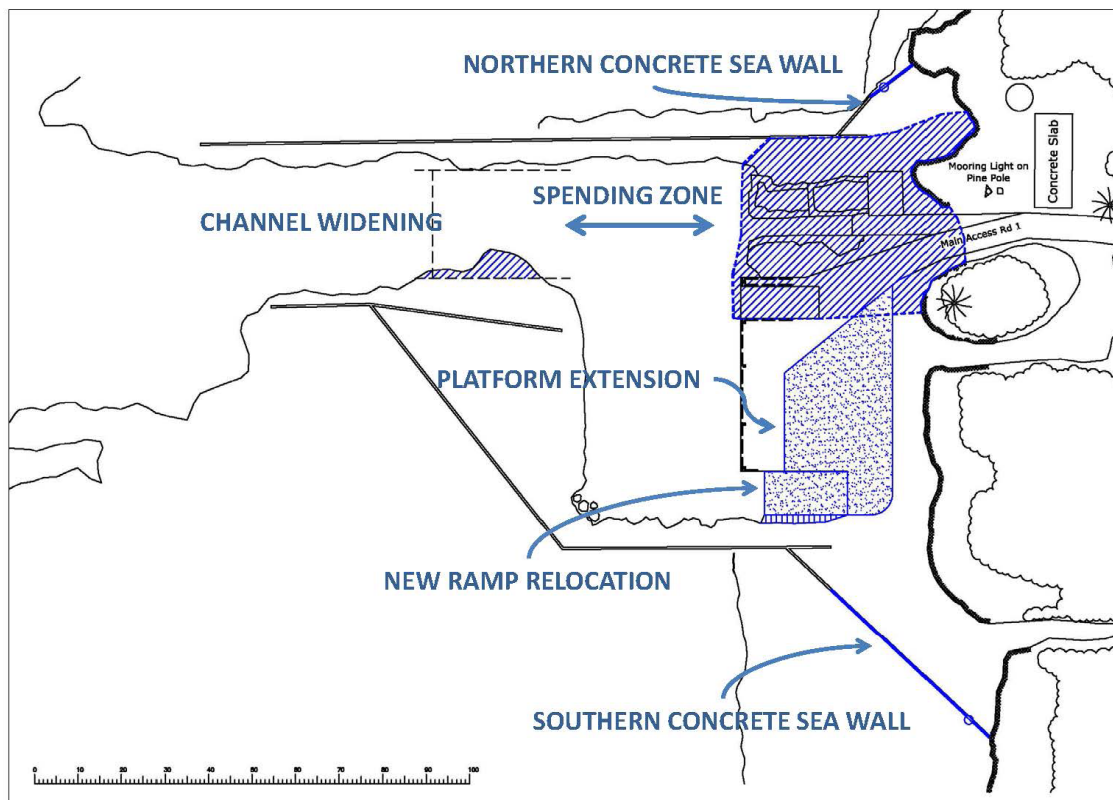 NORTHERN CONCRETE SEA WALL
Concrete Slab
Mooring Light on
Pine Pole
SPENDING ZONE
CHANNEL WIDENING
Main Access Rd 1
PLATFORM EXTENSION
NEW RAMP RELOCATION
SOUTHERN CONCRETE SEA WALL
0 10 20 30 40 50 60 70 80 90 100